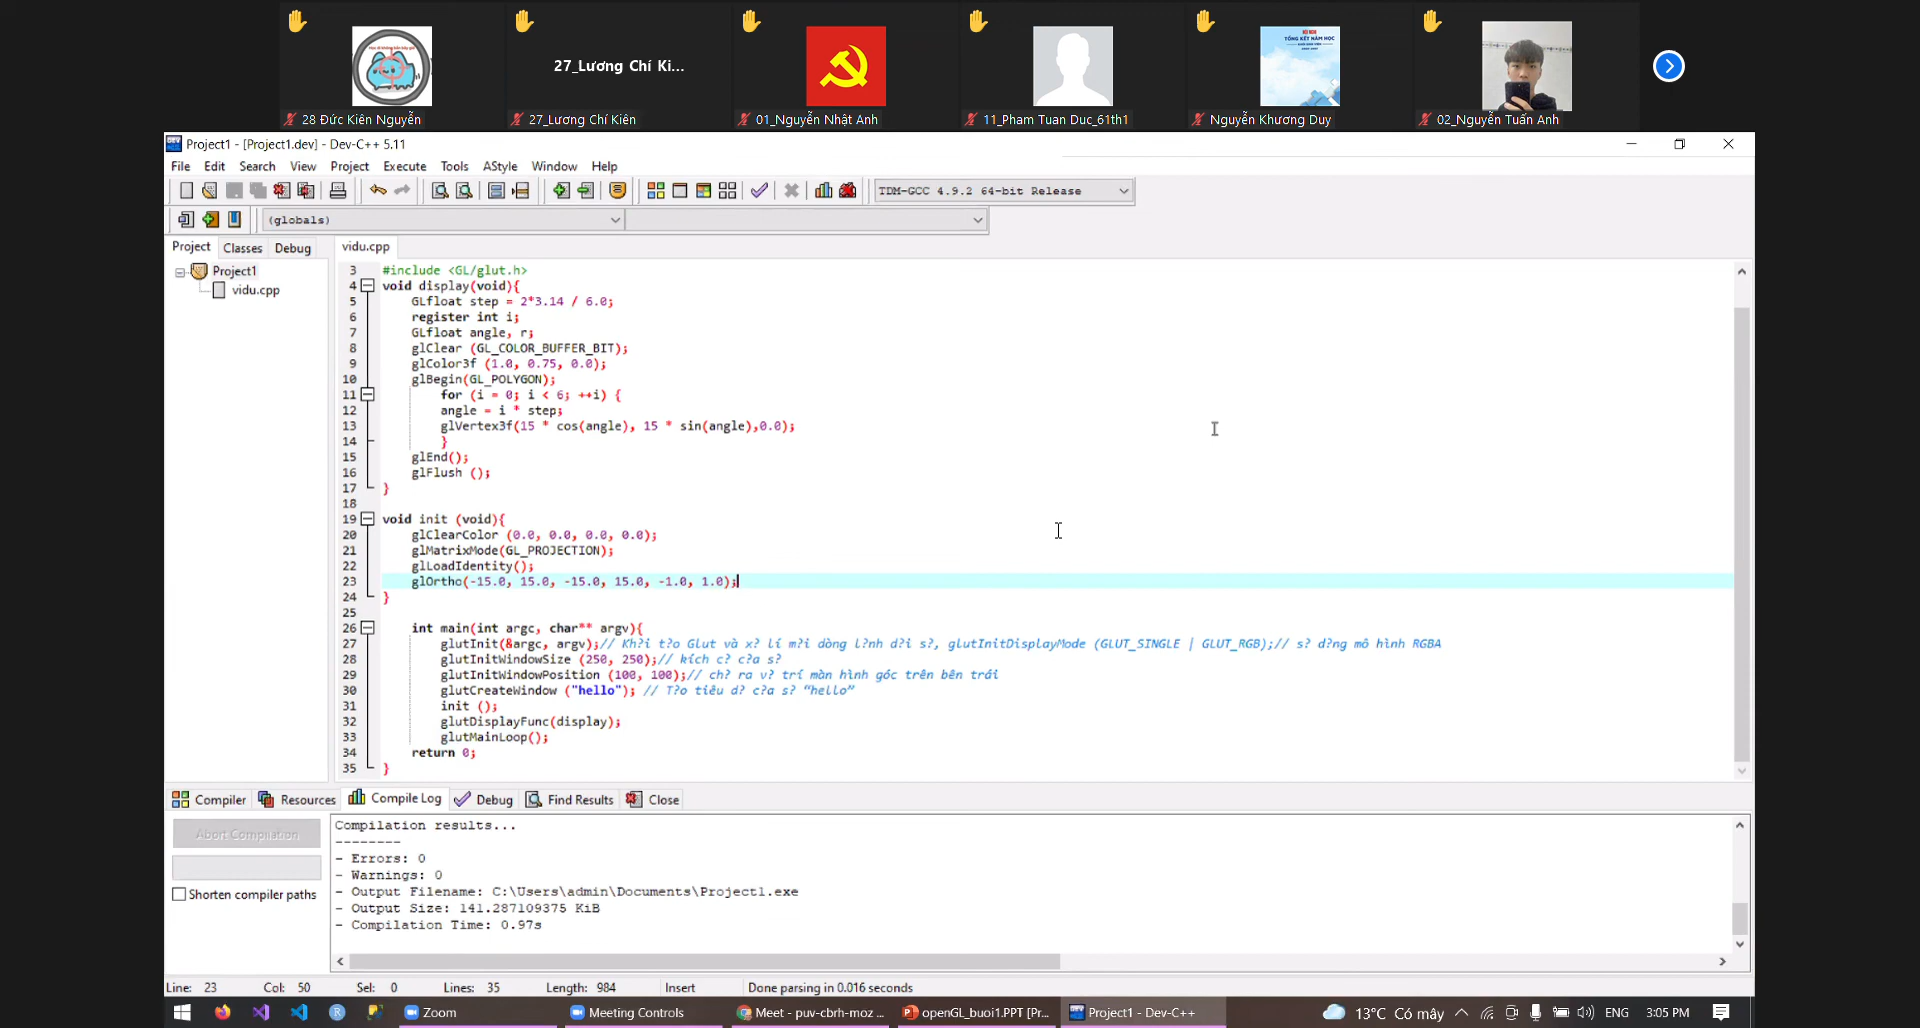 27_Lương Chí Ki...
28 Đức Kiên Nguyễn
27_Lương Chí Kiên
01_Nguyễn Nhật Anh
11_Pham Tuan Duc_61th1
Nguyễn Khương Duy
02_Nguyễn Tuấn Anh
TỔNG KẾT NĂM HỌC
Project1 - [Project1.dev] - Dev-C++ 5.11
File Edit Search View Project Execute Tools AStyle Window Help
TDM-GCC 4.9.2 64-bit Release
(globals)
Project Classes Debug
vidu.cpp
Project1
vidu.cpp
3 #include <GL/glut.h>
4 void display(void){
5 GLfloat step = 2*3.14 / 6.0;
6 register int i;
7 GLfloat angle, r;
8 glClear (GL_COLOR_BUFFER_BIT);
9 glColor3f (1.0, 0.75, 0.0);
10 glBegin(GL_POLYGON);
11 for (i = 0; i < 6; ++i) {
12 angle = i * step;
13 glVertex3f(15 * cos(angle), 15 * sin(angle),0.0);
14 }
15 glEnd();
16 glFlush ();
17 }
18
19 void init (void){
20 glClearColor (0.0, 0.0, 0.0, 0.0);
21 glMatrixMode(GL_PROJECTION);
22 glLoadIdentity();
23 glOrtho(-15.0, 15.0, -15.0, 15.0, -1.0, 1.0);
24 }
25
26 int main(int argc, char** argv){
27 glutInit(&argc, argv);// Kh?i t?o Glut và x? lí m?i dòng l?nh d?i s?, glutInitDisplayMode (GLUT_SINGLE | GLUT_RGB);// s? d?ng mô hình RGBA
28 glutInitWindowSize (250, 250);// kích c? c?a s?
29 glutInitWindowPosition (100, 100);// ch? ra v? trí màn hình góc trên bên trái
30 glutCreateWindow ("hello"); // T?o tiêu d? c?a s? “hello”
31 init ();
32 glutDisplayFunc(display);
33 glutMainLoop();
34 return 0;
35 }
Compiler Resources Compile Log Debug Find Results Close
Abort Compilation
Shorten compiler paths
Compilation results...
--------
- Errors: 0
- Warnings: 0
- Output Filename: C:\Users\admin\Documents\Project1.exe
- Output Size: 141.287109375 KiB
- Compilation Time: 0.97s
Line: 23 Col: 50 Sel: 0 Lines: 35 Length: 984 Insert Done parsing in 0.016 seconds
Zoom Meeting Controls Meet - puv-cbrh-moz ... openGL_buoi1.PPT [Pr... Project1 - Dev-C++ 13°C Có mây ENG 3:05 PM